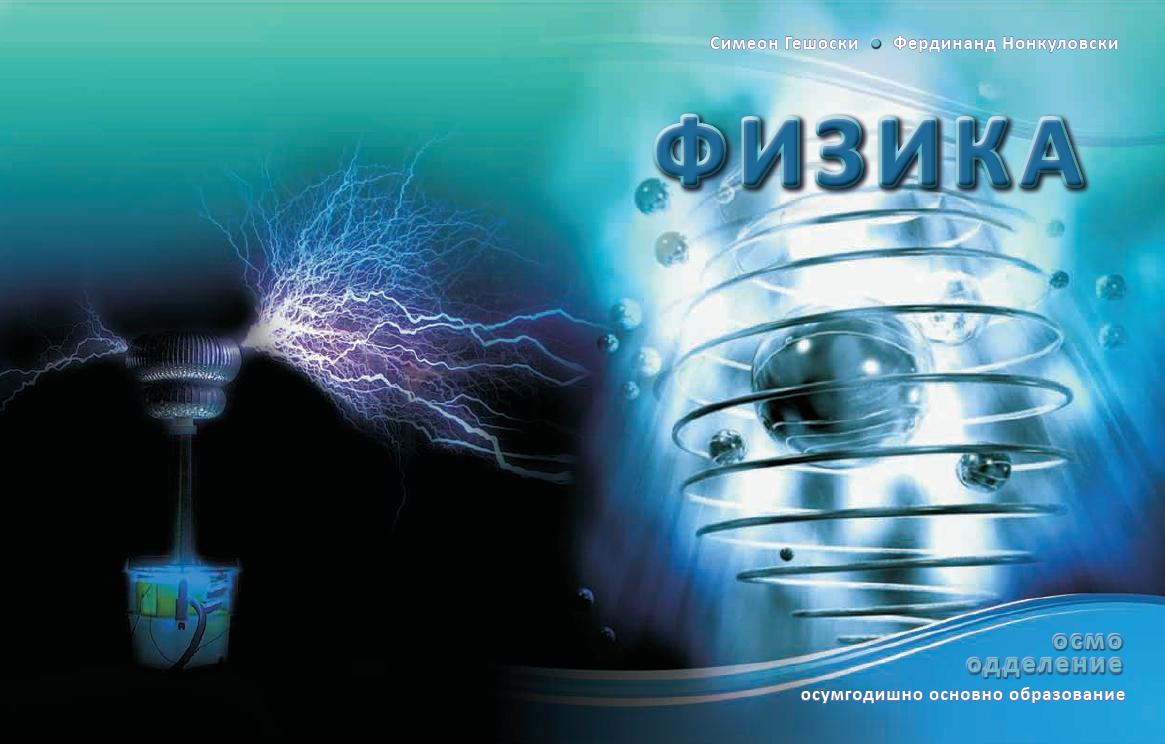 Симеон Гешоски • Фердинанд Нонкуловски
ФИЗИКА
осмо
одделение
осумгодишно основно образование